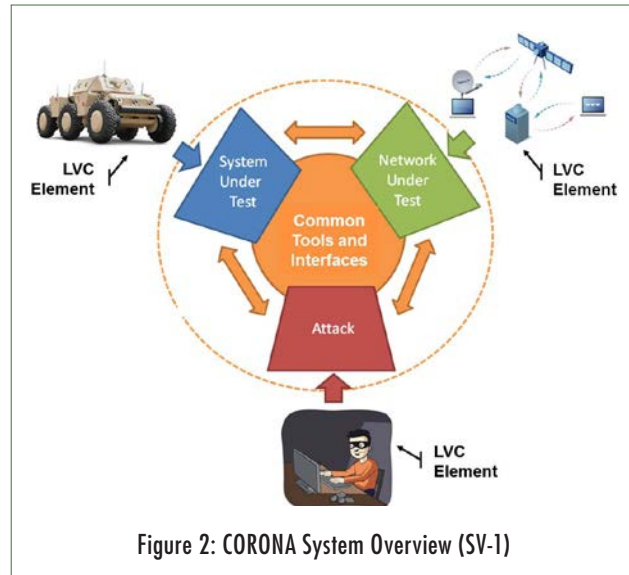 LVC
Element
System
Under
Test
Network
Under
Test
LVC
Element
Common
Tools and
Interfaces
Attack
LVC
Element
Figure 2: CORONA System Overview (SV-1)